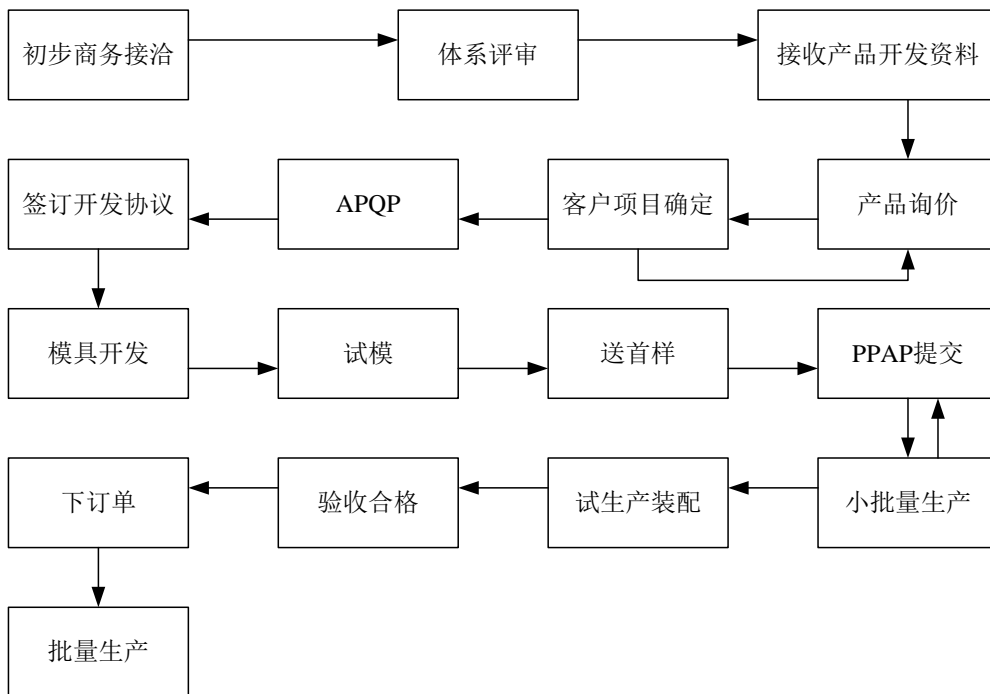 初步商务接洽
体系评审
接收产品开发资料
签订开发协议
APQP
客户项目确定
产品询价
模具开发
试模
送首样
PPAP提交
下订单
验收合格
试生产装配
小批量生产
批量生产